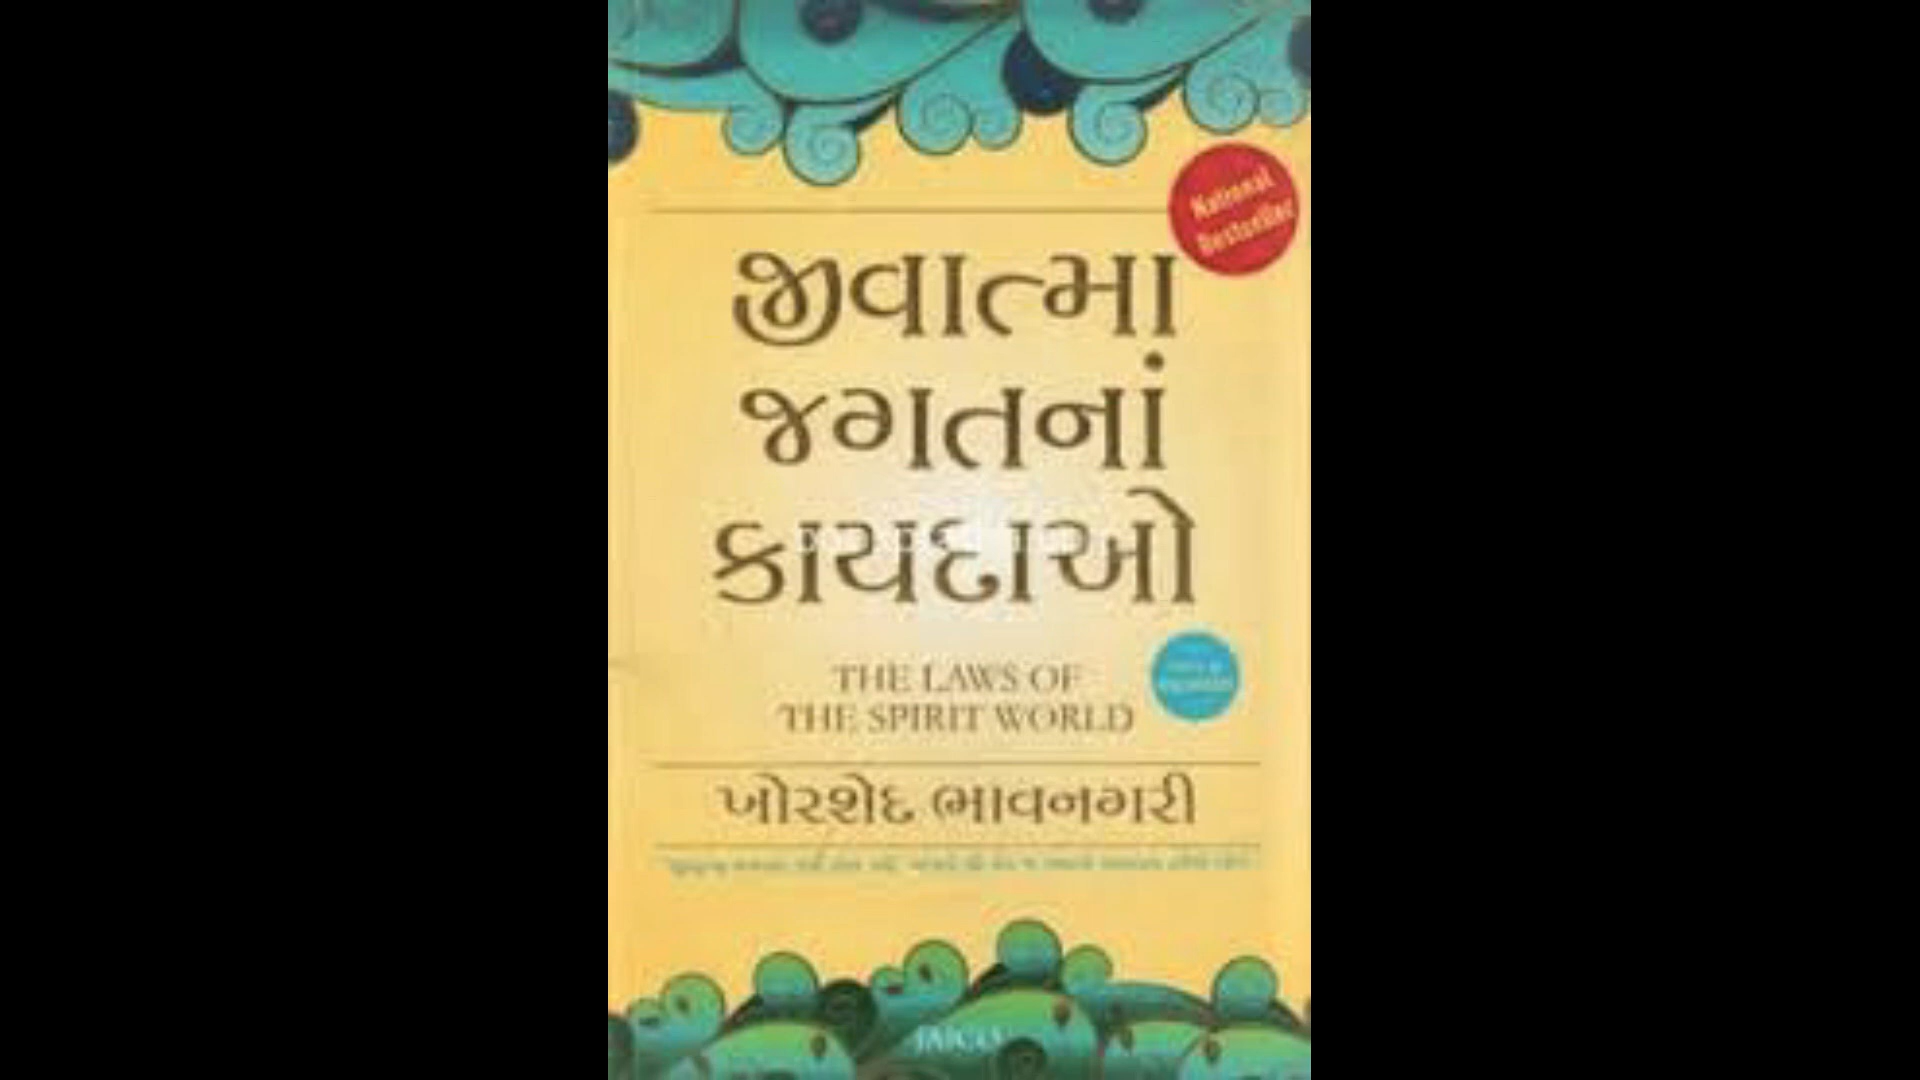 National
Bestseller
જીવાત્મા
જગતનાં
કાયદાઓ
THE LAWS OF
THE SPIRIT WORLD
ખોરશેદ ભાવનગરી
JAICO